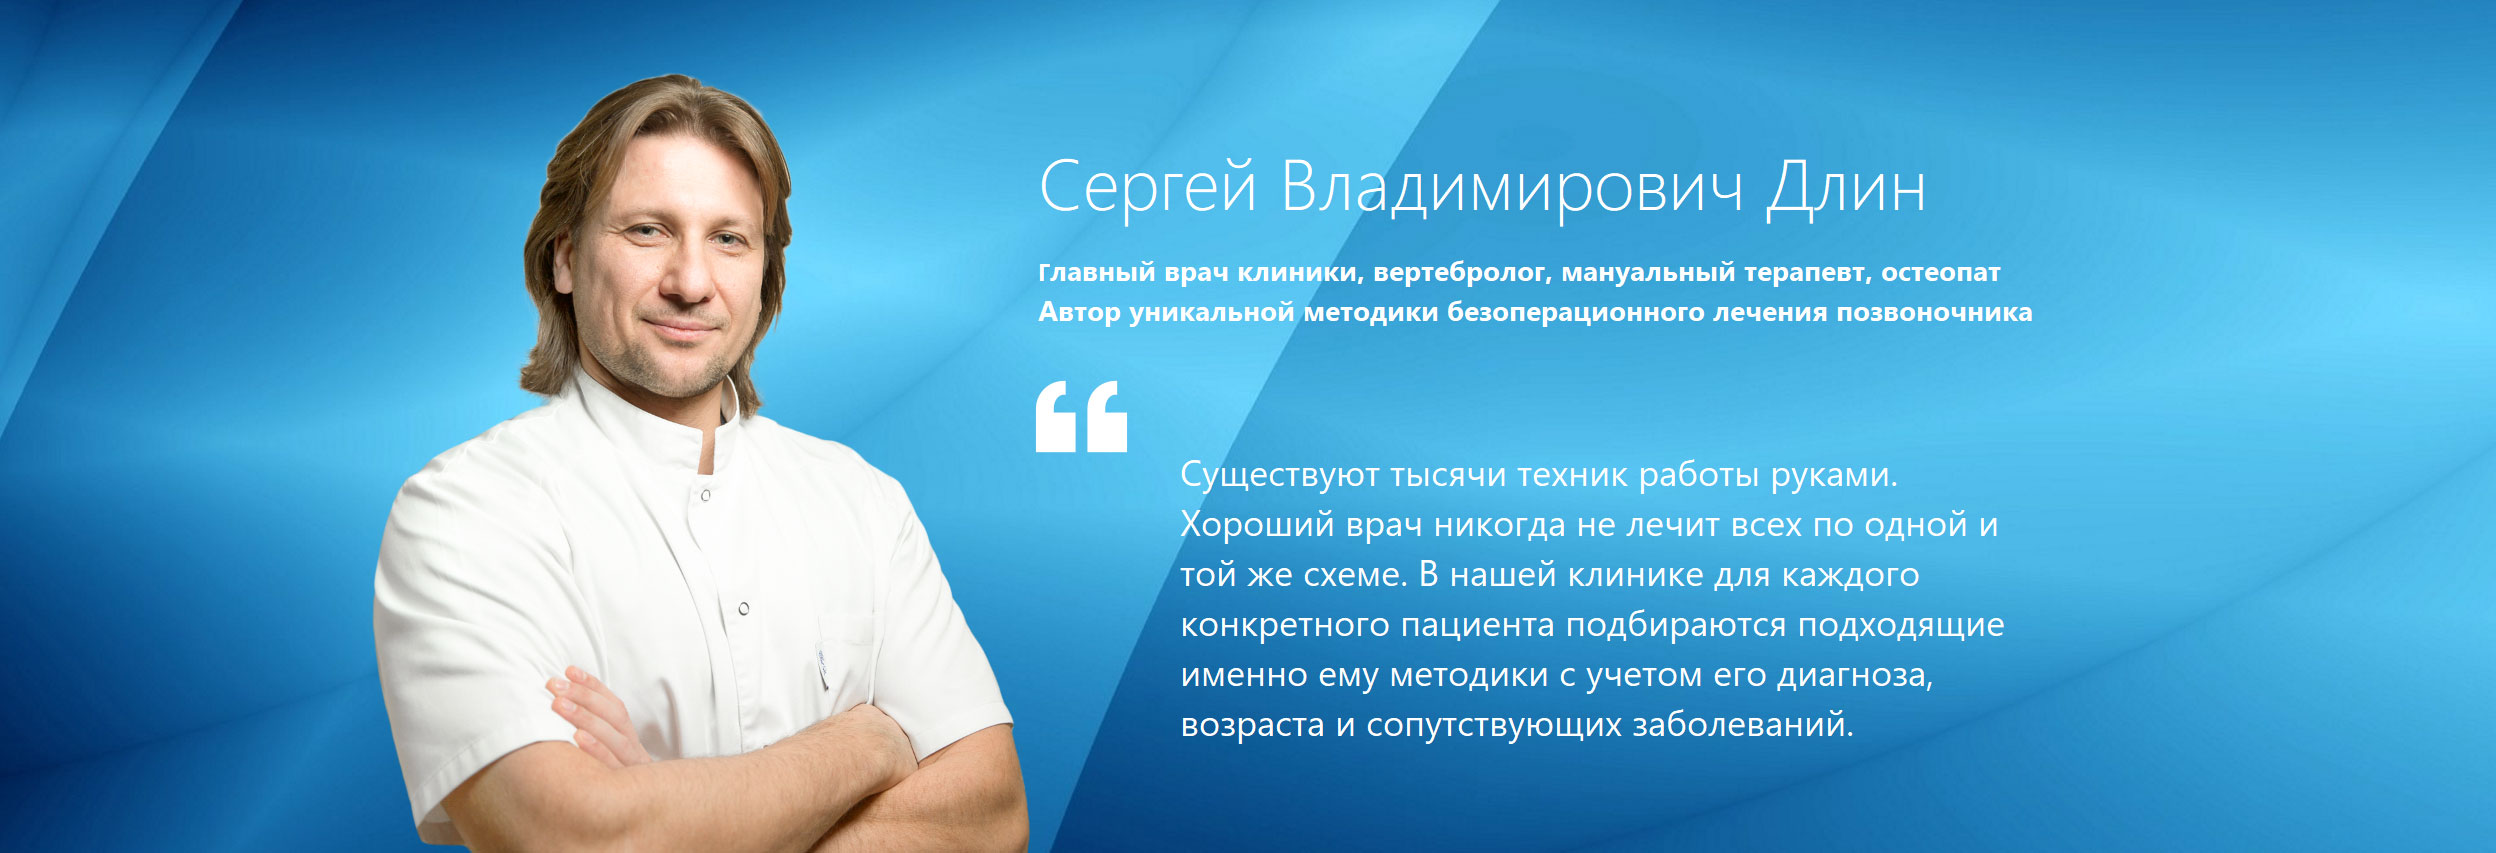 Сергей Владимирович Длин
Главный врач клиники, вертебролог, мануальный терапевт, остеопат
Автор уникальной методики безоперационного лечения позвоночника
Существуют тысячи техник работы руками.
Хороший врач никогда не лечит всех по одной и
той же схеме. В нашей клинике для каждого
конкретного пациента подбираются подходящие
именно ему методики с учетом его диагноза,
возраста и сопутствующих заболеваний.